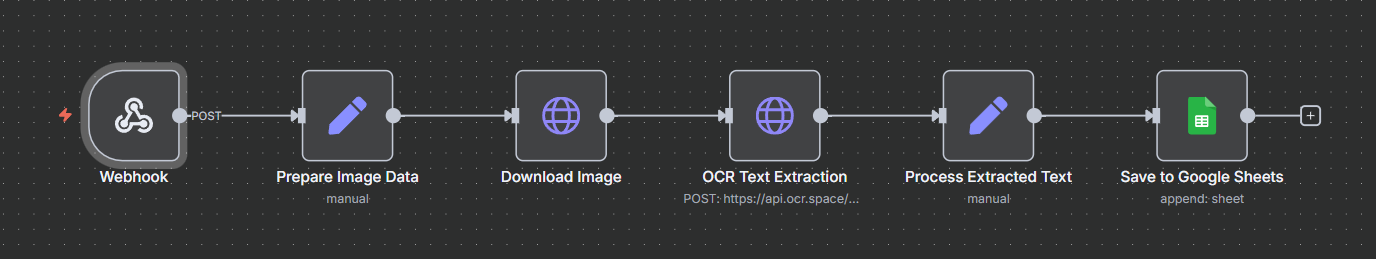 POST
Webhook
Prepare Image Data
manual
Download Image
OCR Text Extraction
POST: https://api.ocr.space/...
Process Extracted Text
manual
Save to Google Sheets
append: sheet